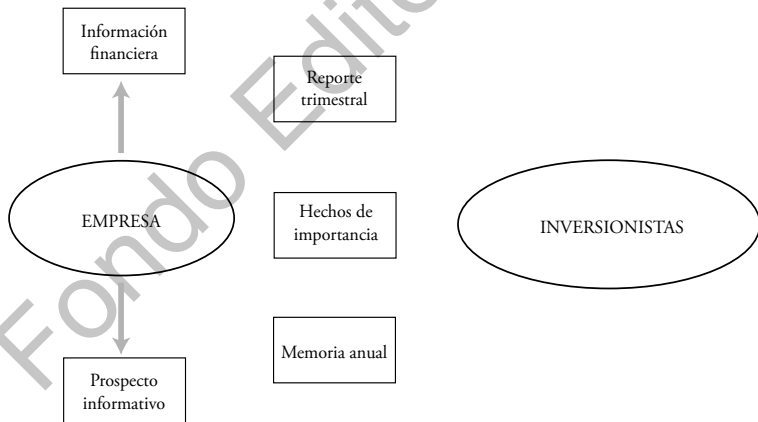 Información
financiera
Reporte
trimestral
EMPRESA
Hechos de
importancia
INVERSIONISTAS
Memoria anual
Prospecto
informativo
Fondo Edito